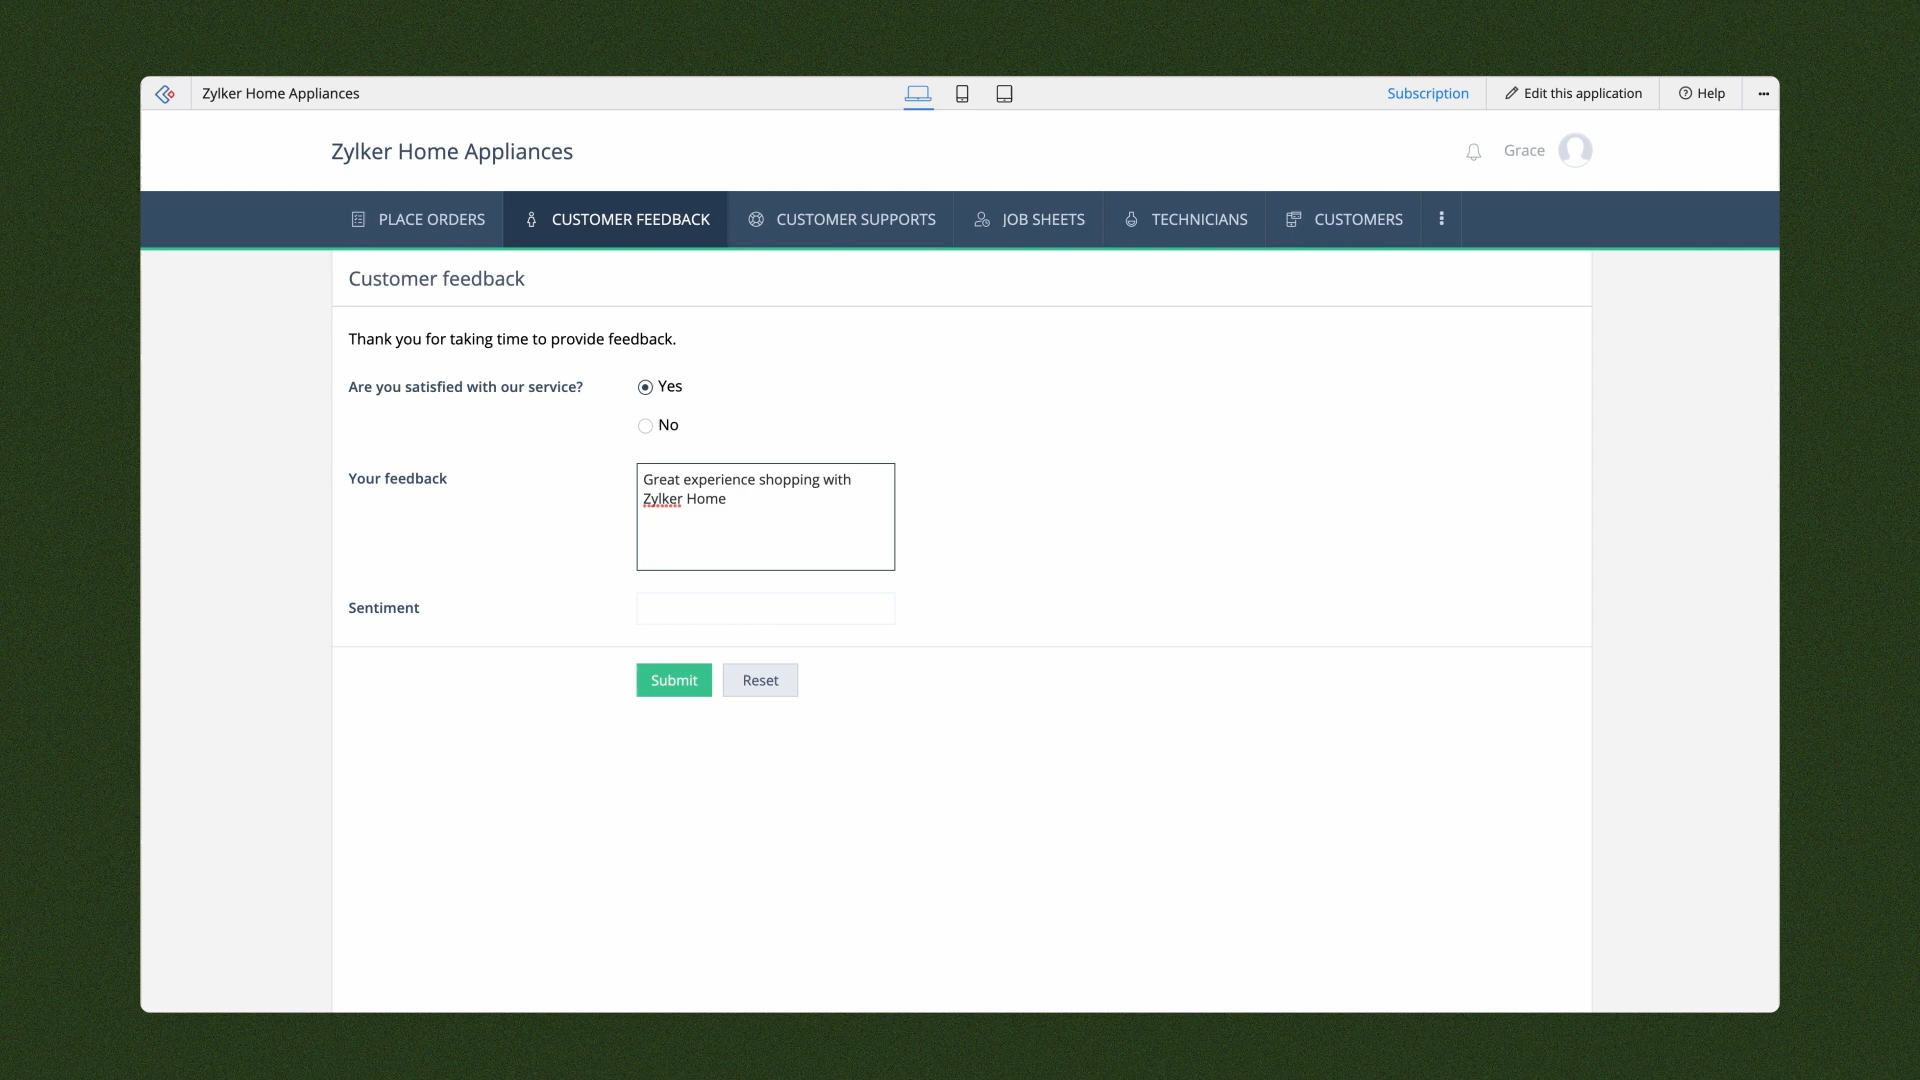 Zylker Home Appliances
Subscription
Edit this application
Help
Zylker Home Appliances
Grace
PLACE ORDERS
CUSTOMER FEEDBACK
CUSTOMER SUPPORTS
JOB SHEETS
TECHNICIANS
CUSTOMERS
Customer feedback
Thank you for taking time to provide feedback.
Are you satisfied with our service?
Yes
No
Your feedback
Great experience shopping with
Zylker Home
Sentiment
Submit
Reset